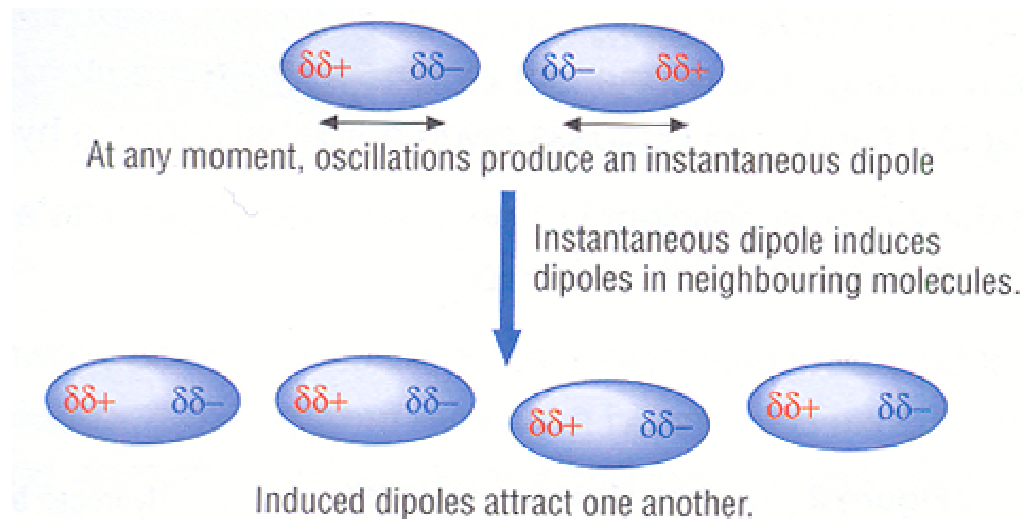 δδ+ δδ– δδ– δδ+
At any moment, oscillations produce an instantaneous dipole
Instantaneous dipole induces
dipoles in neighbouring molecules.
δδ+ δδ– δδ+ δδ– δδ+ δδ– δδ+ δδ–
Induced dipoles attract one another.